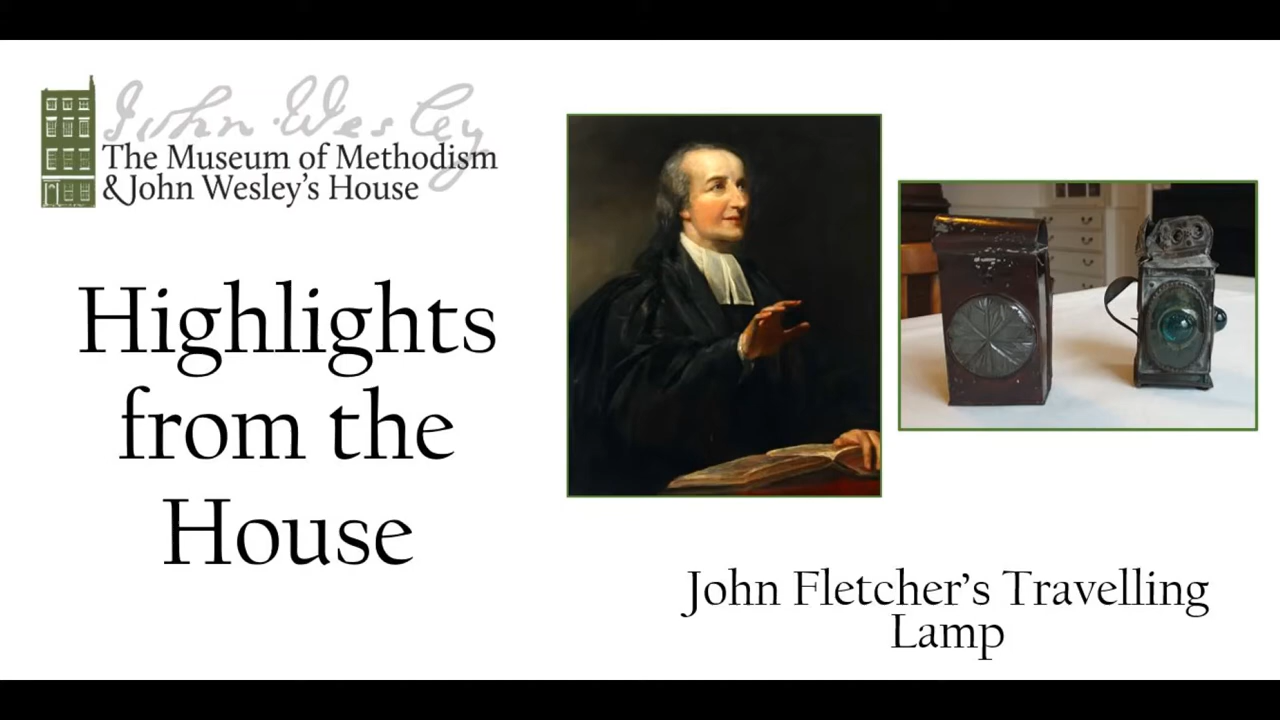 John Wesley
The Museum of Methodism
&John Wesley's House
Highlights
from the
House
John Fletcher's Travelling
Lamp